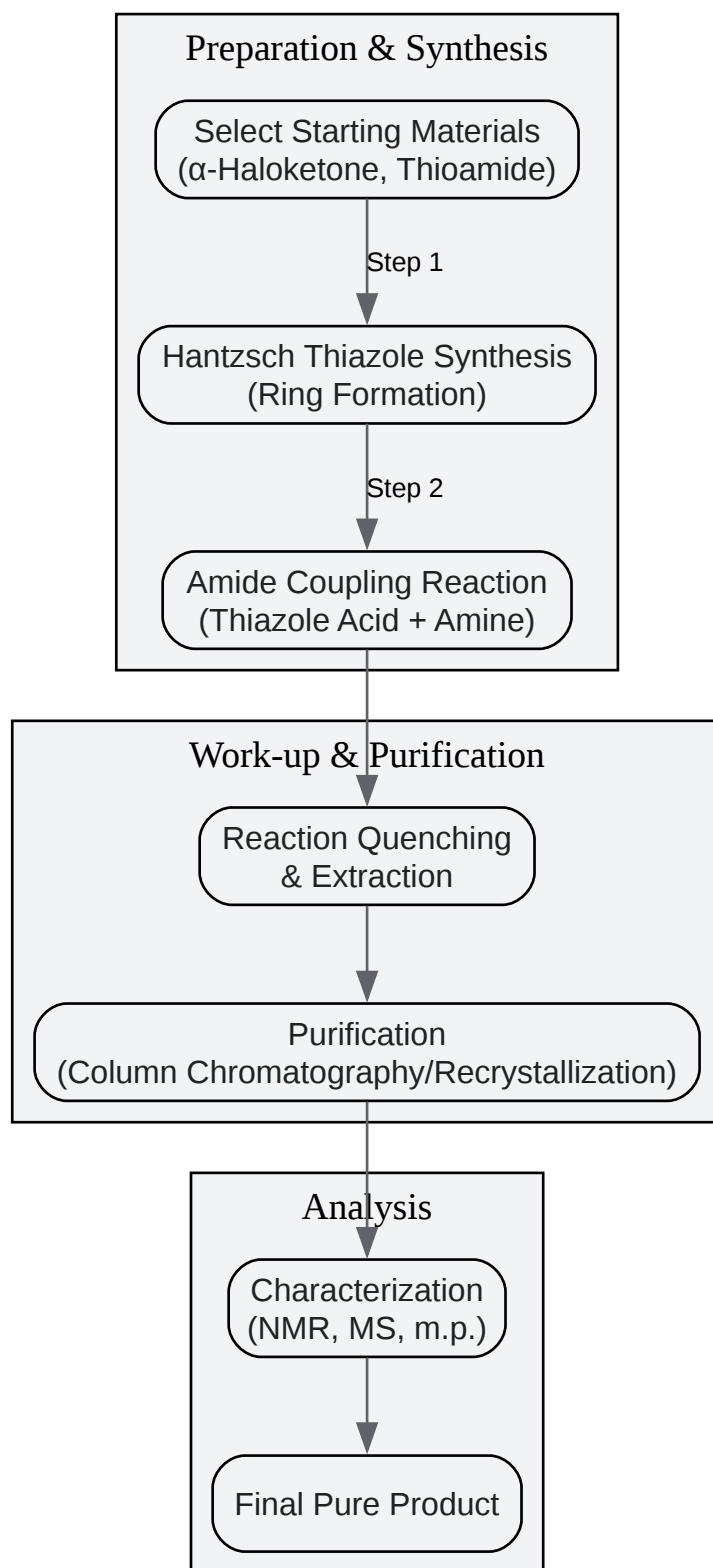 Preparation & Synthesis
Select Starting Materials
(α-Haloketone, Thioamide)
Step 1
Hantzsch Thiazole Synthesis
(Ring Formation)
Step 2
Amide Coupling Reaction
(Thiazole Acid + Amine)
Work-up & Purification
Reaction Quenching
& Extraction
Purification
(Column Chromatography/Recrystallization)
Analysis
Characterization
(NMR, MS, m.p.)
Final Pure Product